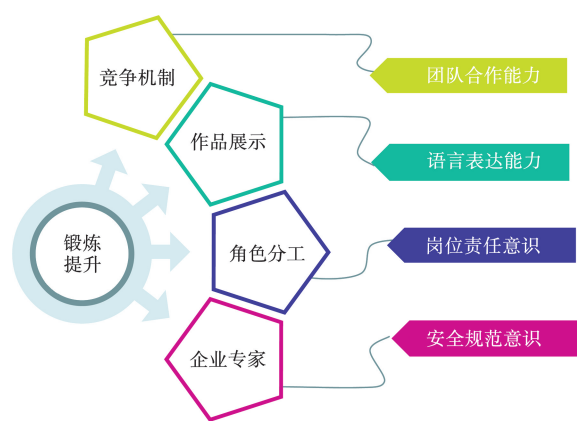 竞争机制
团队合作能力
作品展示
语言表达能力
锻炼
提升
角色分工
岗位责任意识
企业专家
安全规范意识